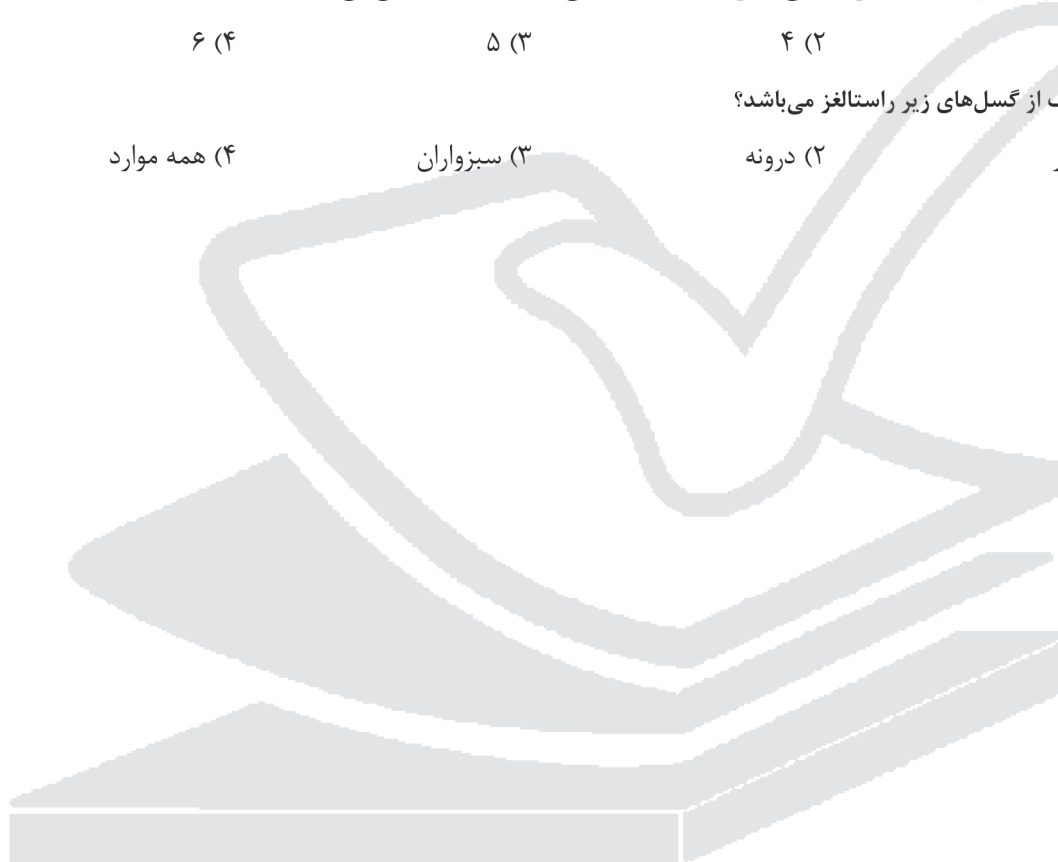 ۲) ۴ ۳) ۵ ۴) ۶
از گسل‌های زیر راستالغز می‌باشد؟
۲) درونه ۳) سبزواران ۴) همه موارد